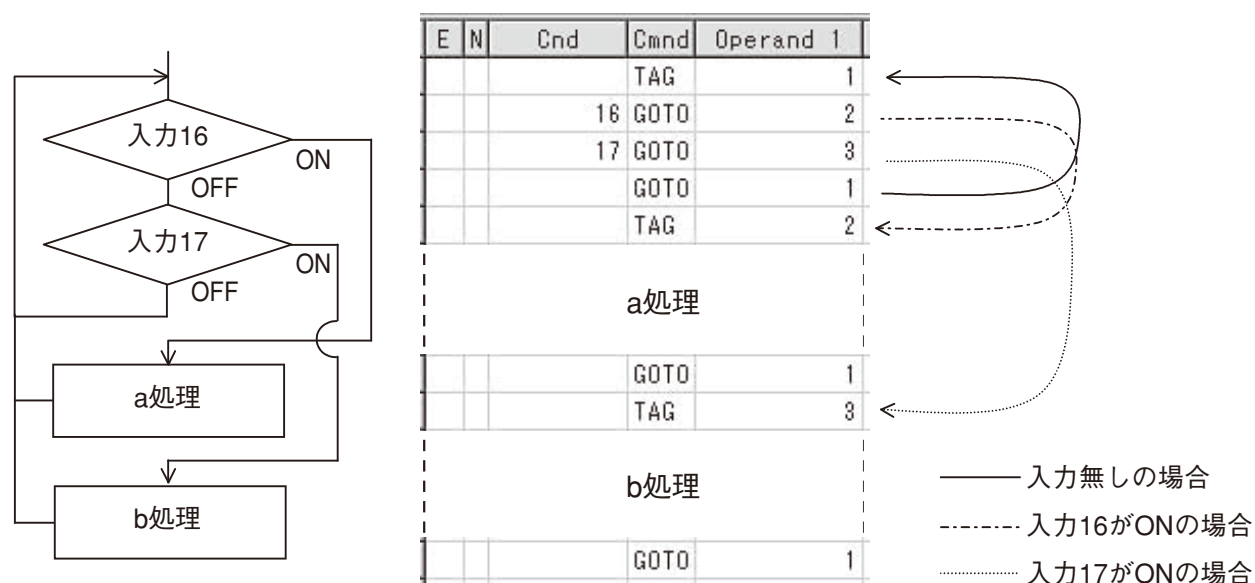 入力16
ON
OFF
入力17
ON
OFF
a処理
b処理
E N Cnd Cmnd Operand 1
TAG 1
16 GOTO 2
17 GOTO 3
GOTO 1
TAG 2
a処理
GOTO 1
TAG 3
b処理
GOTO 1
入力無しの場合
入力16がONの場合
入力17がONの場合